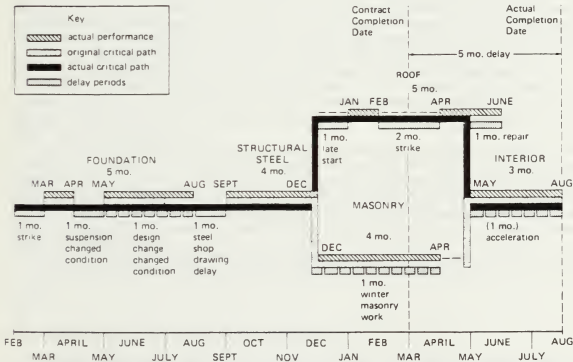 Key
actual performance
original critical path
actual critical path
delay periods
Contract
Completion
Date
Actual
Completion
Date
5 mo. delay
ROOF
5 mo.
JAN FEB APRIL JUNE
1 mo.
late
start
2 mo.
strike
1 mo. repair
FOUNDATION
5 mo.
STRUCTURAL
STEEL
4 mo.
INTERIOR
3 mo.
MAR APR MAY AUG SEPT DEC
MAY AUG
1 mo.
strike
1 mo.
suspension
changed
condition
1 mo.
design
change
changed
condition
1 mo.
steel
shop
drawing
delay
MASONRY
4 mo.
DEC APR
1 mo.
winter
masonry
work
(1 mo.)
acceleration
FEB APRIL JUNE AUG OCT DEC FEB APRIL JUNE AUG
MAR MAY JULY SEPT NOV JAN MAR MAY JULY